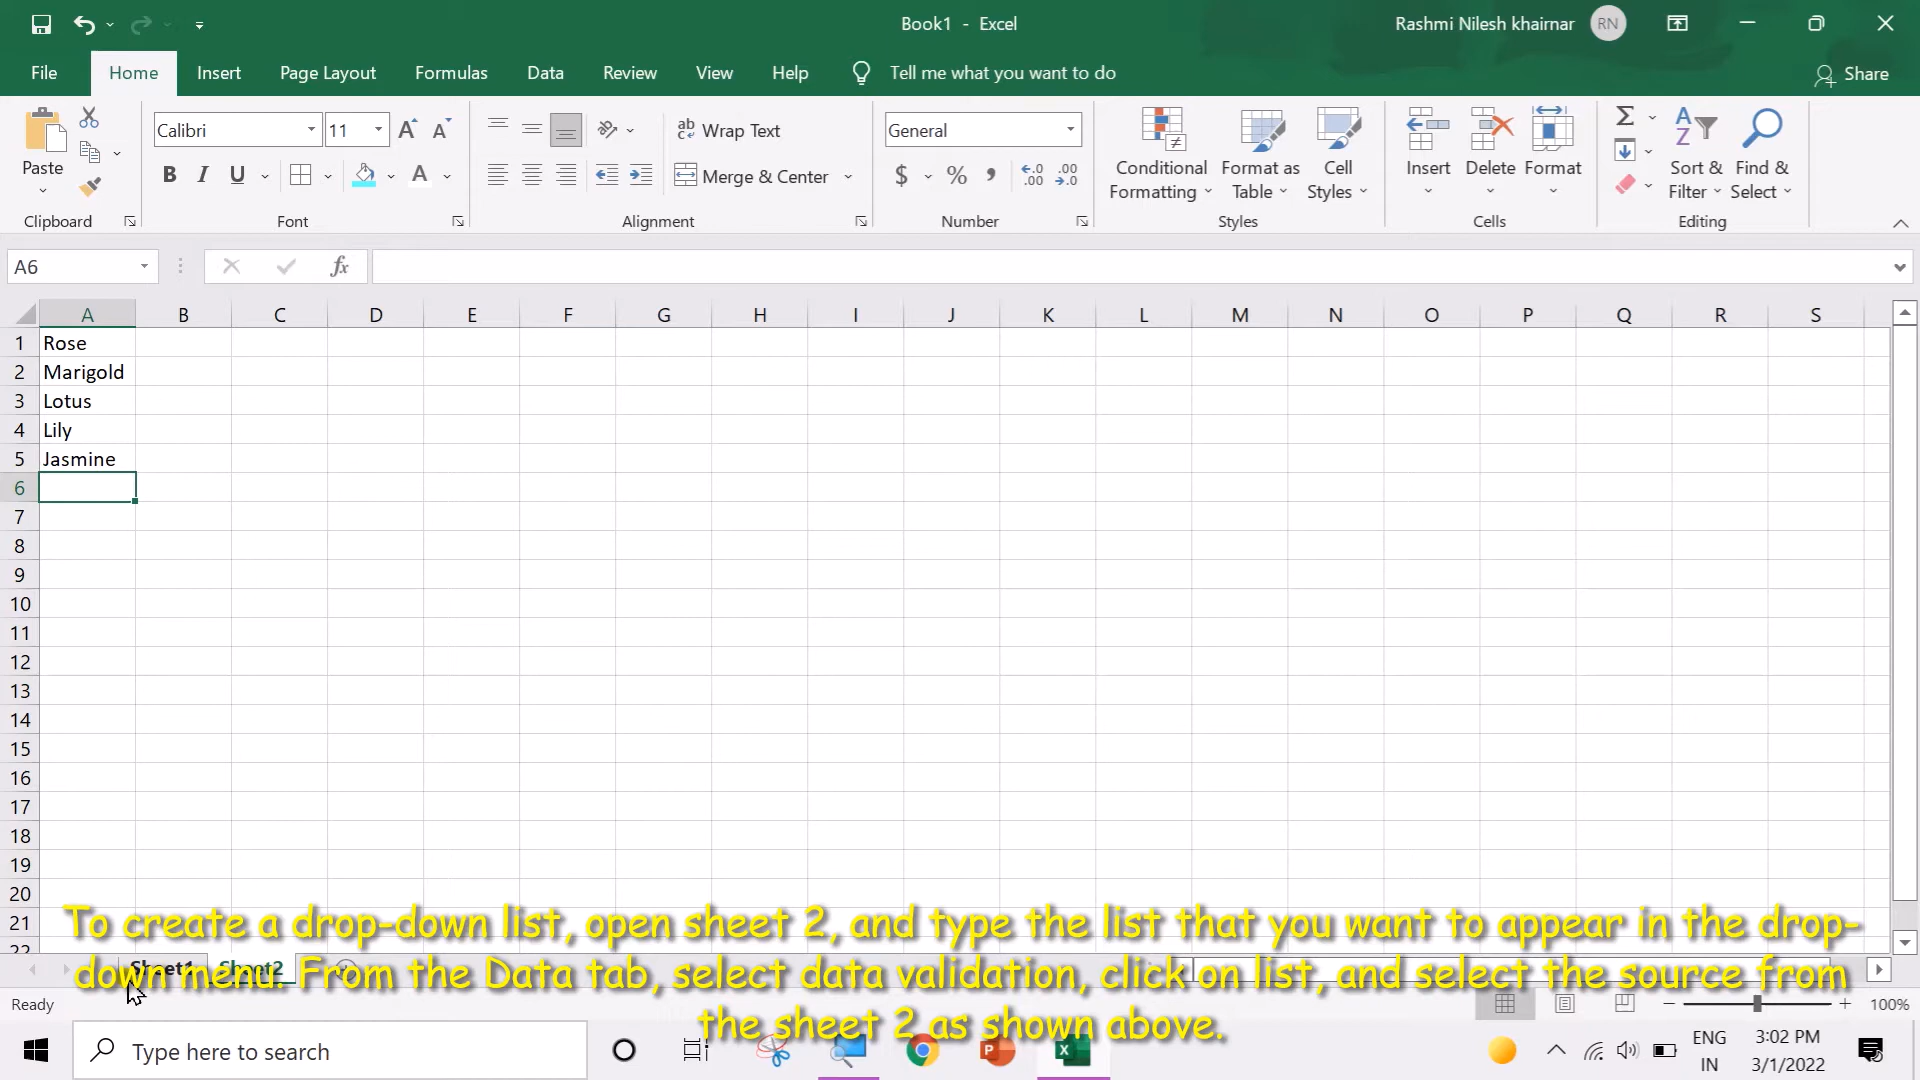 Book1 - Excel
Rashmi Nilesh khairnar RN
File Home Insert Page Layout Formulas Data Review View Help Tell me what you want to do Share
Calibri 11 Wrap Text General
Paste B I U A Merge & Center $ % , Conditional Formatting Format as Table Cell Styles Insert Delete Format Sort & Filter Find & Select
Clipboard Font Alignment Number Styles Cells Editing
A6 fx
A B C D E F G H I J K L M N O P Q R S
1 Rose
2 Marigold
3 Lotus
4 Lily
5 Jasmine
6
7
8
9
10
11
12
13
14
15
16
17
18
19
20
21
22
To create a drop-down list, open sheet 2, and type the list that you want to appear in the drop-
down menu. From the Data tab, select data validation, click on list, and select the source from
the sheet 2 as shown above.
Sheet1 Sheet2
Ready 100%
Type here to search
ENG 3:02 PM
IN 3/1/2022